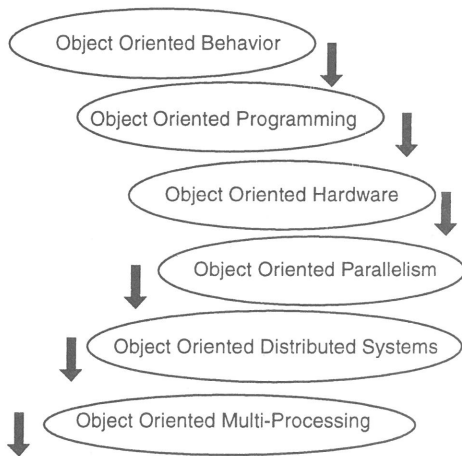 Object Oriented Behavior
Object Oriented Programming
Object Oriented Hardware
Object Oriented Parallelism
Object Oriented Distributed Systems
Object Oriented Multi-Processing